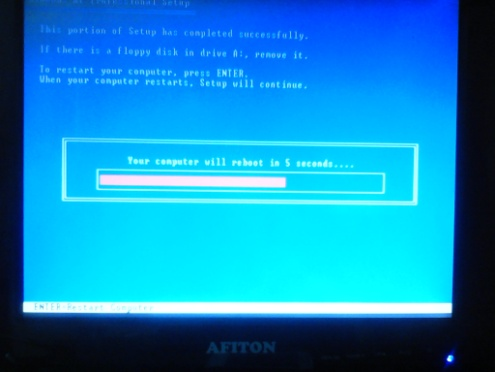 Professional Setup
This portion of Setup has completed successfully.
If there is a floppy disk in drive A:, remove it.
To restart your computer, press ENTER.
When your computer restarts, Setup will continue.
Your computer will reboot in 5 seconds....
ENTER=Restart Computer
AFITON